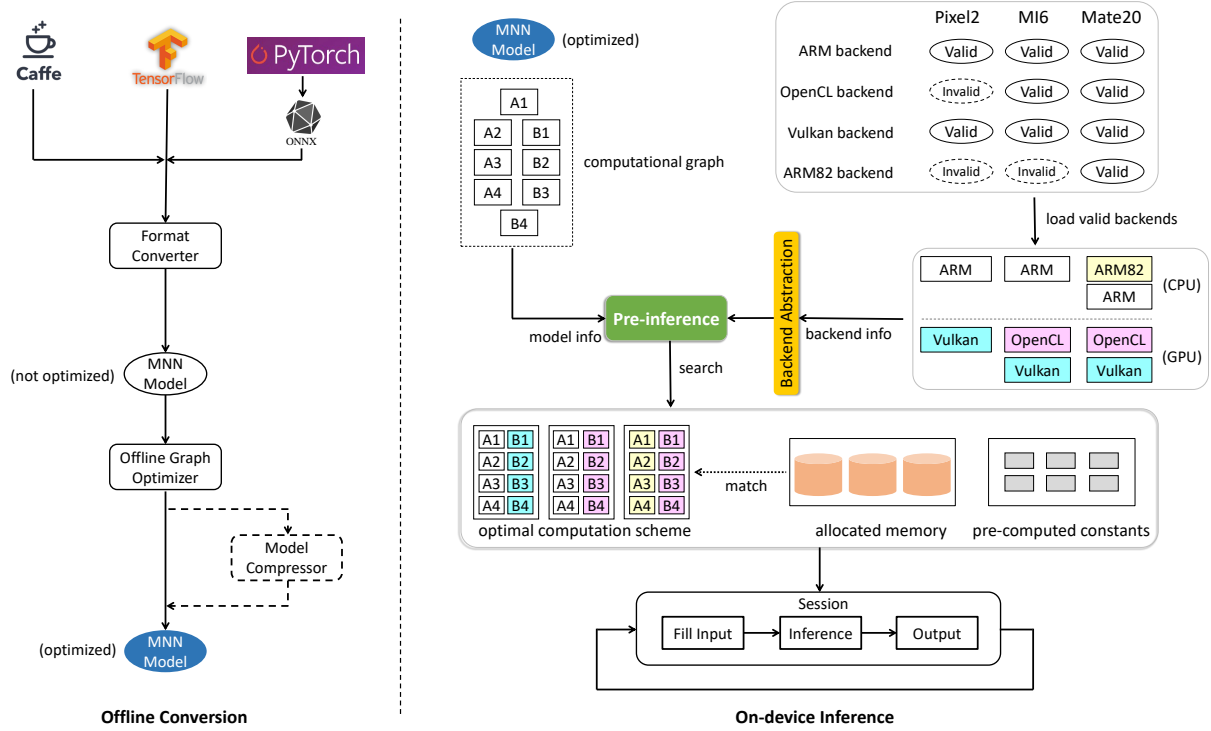 Caffe
TensorFlow
PyTorch
ONNX
Format
Converter
(not optimized)
MNN
Model
Offline Graph
Optimizer
Model
Compressor
(optimized)
MNN
Model
Offline Conversion
MNN
Model
(optimized)
A1
A2 B1
A3 B2
A4 B3
B4
computational graph
Pixel2 MI6 Mate20
ARM backend Valid Valid Valid
OpenCL backend Invalid Valid Valid
Vulkan backend Valid Valid Valid
ARM82 backend Invalid Invalid Valid
load valid backends
ARM ARM ARM82
ARM
(CPU)
Vulkan OpenCL OpenCL
Vulkan Vulkan
(GPU)
backend info
Backend Abstraction
Pre-inference
model info
search
A1 B1 A1 B1 A1 B1
A2 B2 A2 B2 A2 B2
A3 B3 A3 B3 A3 B3
A4 B4 A4 B4 A4 B4
match
optimal computation scheme
allocated memory
pre-computed constants
Session
Fill Input
Inference
Output
On-device Inference